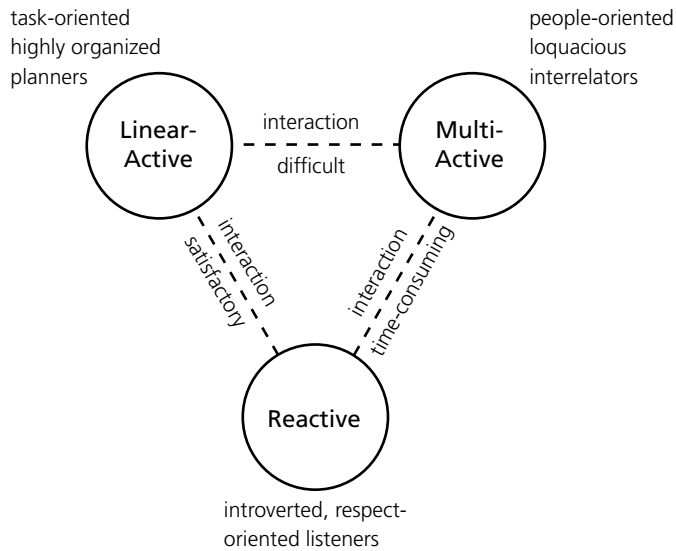 task-oriented
highly organized
planners
people-oriented
loquacious
interrelators
Linear-
Active
interaction
difficult
Multi-
Active
interaction
satisfactory
interaction
time-consuming
Reactive
introverted, respect-
oriented listeners